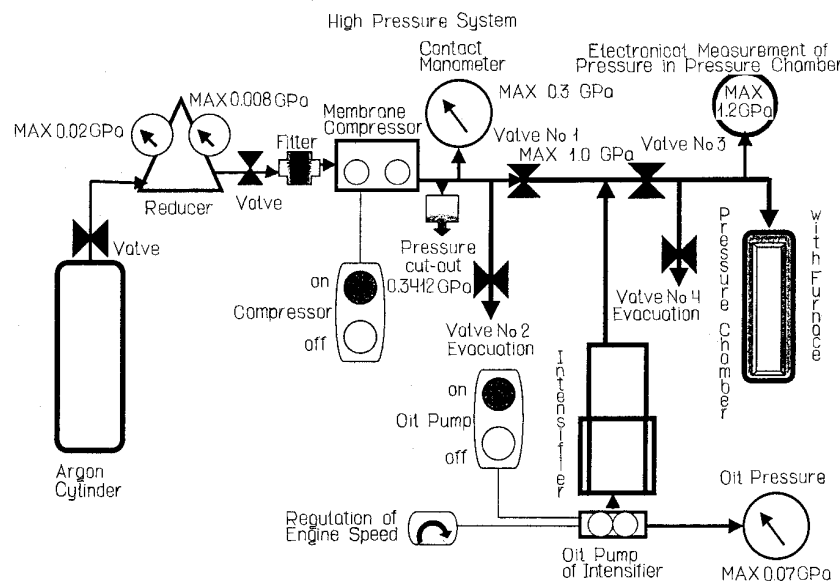 High Pressure System
Contact
Manometer
Electronical Measurement of
Pressure in Pressure Chamber
MAX 0.02 GPa
MAX 0.008 GPa
Membrane
Compressor
MAX 0.3 GPa
MAX
1.2 GPa
Filter
Valve No 1
MAX 1.0 GPa
Valve No 3
Reducer
Valve
Valve
Pressure
cut-out
0.3412 GPa
on
Compressor
off
Valve No 2
Evacuation
Valve No 4
Evacuation
Pressure Chamber
with Furnace
Intensifier
on
Oil Pump
off
Argon
Cylinder
Oil Pressure
Regulation of
Engine Speed
Oil Pump
of Intensifier
MAX 0.07 GPa